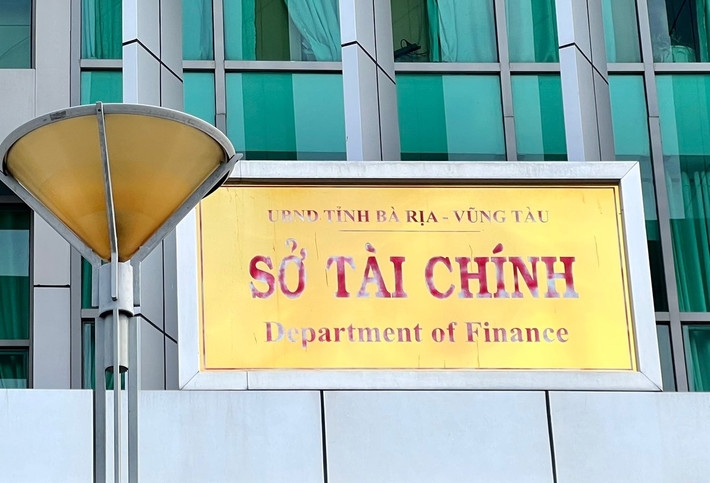 UBND TỈNH BÀ RỊA - VŨNG TÀU
SỞ TÀI CHÍNH
Department of Finance